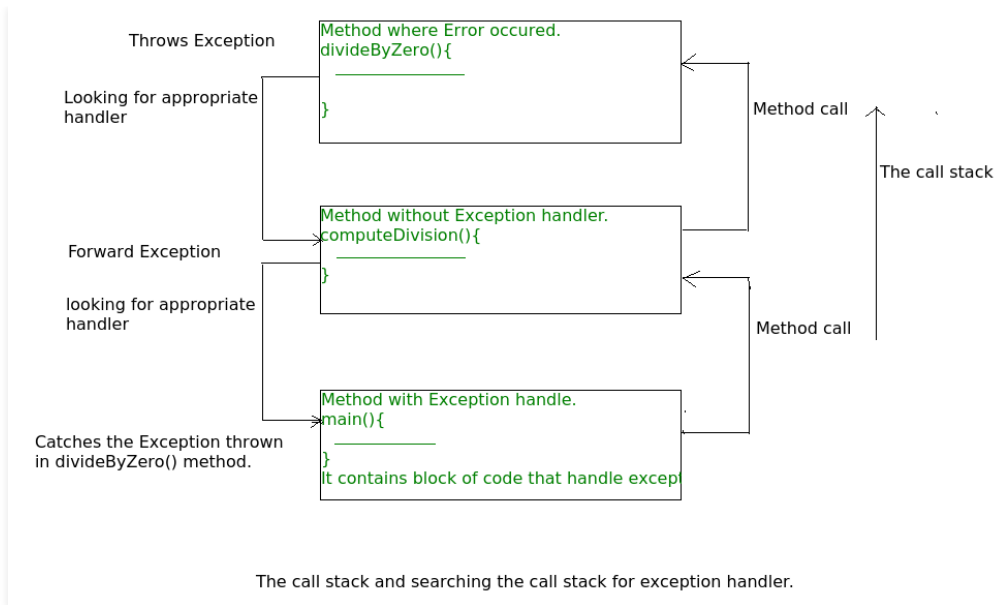 Throws Exception
Method where Error occured.
divideByZero(){
}
Looking for appropriate
handler
Method call
The call stack
Method without Exception handler.
computeDivision(){
}
Forward Exception
looking for appropriate
handler
Method call
Method with Exception handle.
main(){
}
It contains block of code that handle except
Catches the Exception thrown
in divideByZero() method.
The call stack and searching the call stack for exception handler.